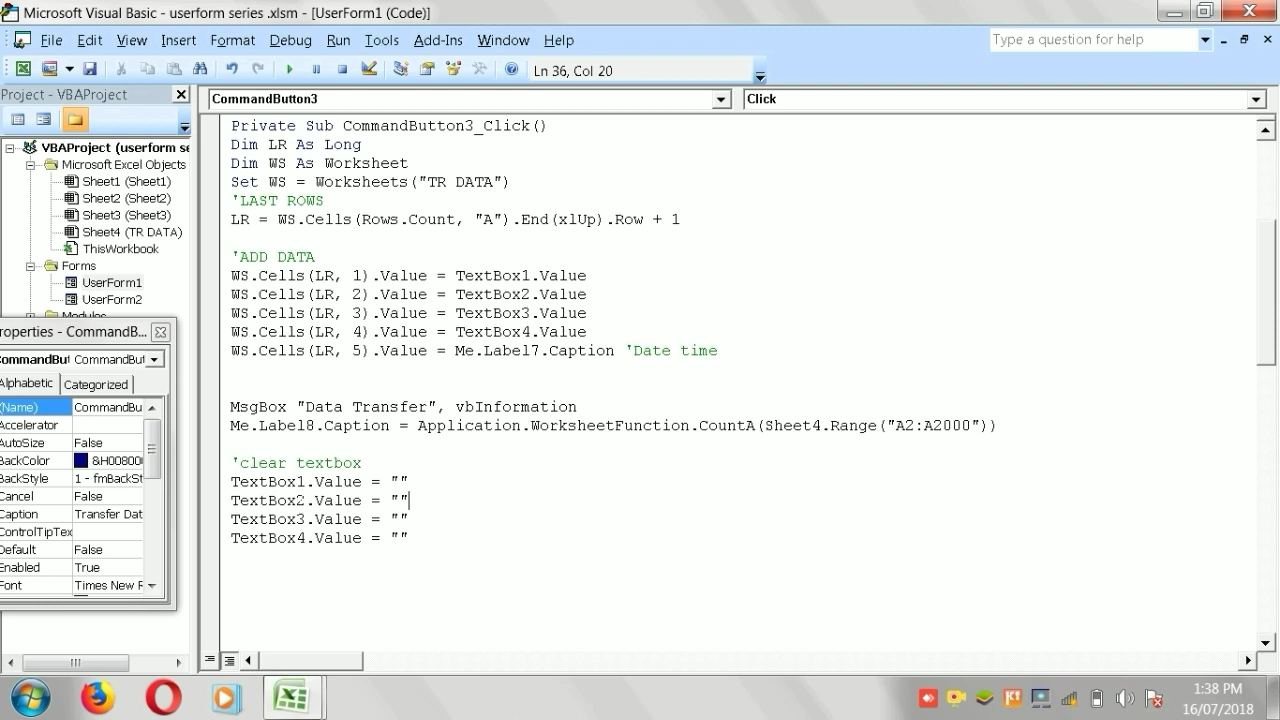 Microsoft Visual Basic - userform series .xlsm - [UserForm1 (Code)]
File Edit View Insert Format Debug Run Tools Add-Ins Window Help
Type a question for help
Ln 36, Col 20
Project - VBAProject
CommandButton3
Click
VBAProject (userform se
Microsoft Excel Objects
Sheet1 (Sheet1)
Sheet2 (Sheet2)
Sheet3 (Sheet3)
Sheet4 (TR DATA)
ThisWorkbook
Forms
UserForm1
UserForm2
roperties - CommandB...
CommandBut CommandBut
Alphabetic Categorized
(Name) CommandBu
Accelerator
AutoSize False
BackColor &H00800
BackStyle 1 - fmBackSt
Cancel False
Caption Transfer Dat
ControlTipTex
Default False
Enabled True
Font Times New R
Private Sub CommandButton3_Click()
Dim LR As Long
Dim WS As Worksheet
Set WS = Worksheets("TR DATA")
'LAST ROWS
LR = WS.Cells(Rows.Count, "A").End(xlUp).Row + 1
'ADD DATA
WS.Cells(LR, 1).Value = TextBox1.Value
WS.Cells(LR, 2).Value = TextBox2.Value
WS.Cells(LR, 3).Value = TextBox3.Value
WS.Cells(LR, 4).Value = TextBox4.Value
WS.Cells(LR, 5).Value = Me.Label7.Caption 'Date time
MsgBox "Data Transfer", vbInformation
Me.Label8.Caption = Application.WorksheetFunction.CountA(Sheet4.Range("A2:A2000"))
'clear textbox
TextBox1.Value = ""
TextBox2.Value = ""
TextBox3.Value = ""
TextBox4.Value = ""
1:38 PM
16/07/2018